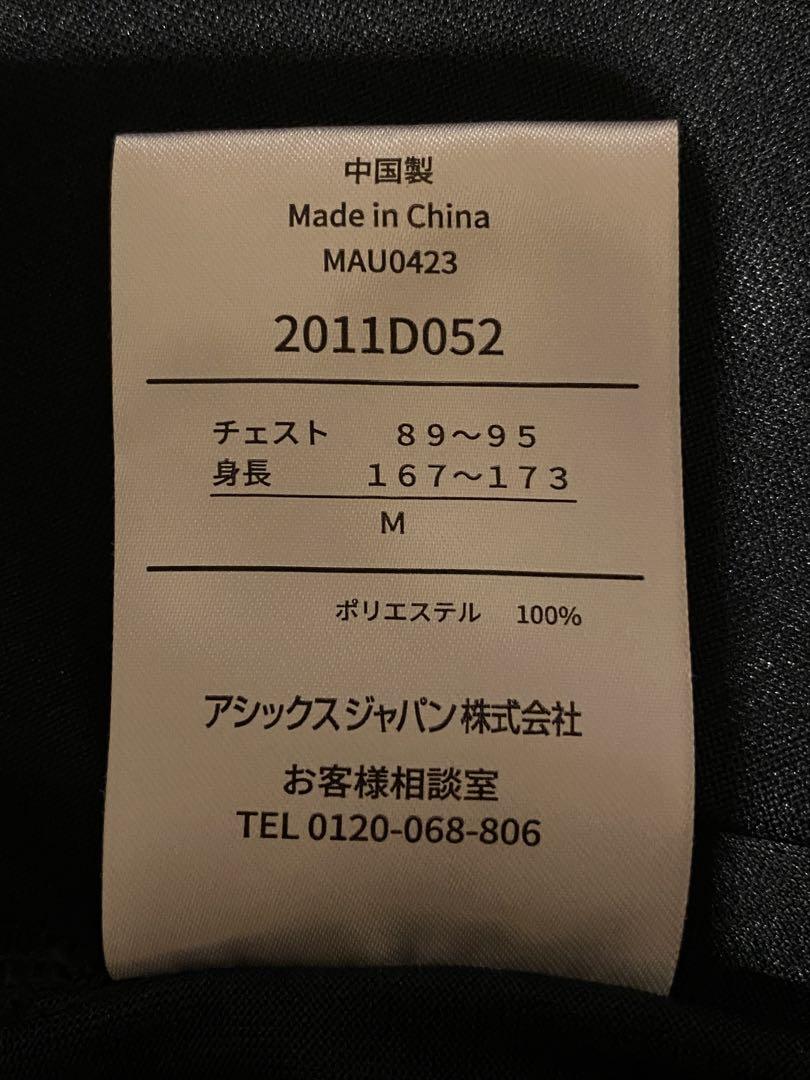 中国製
Made in China
MAU0423
2011D052
チェスト 89～95
身長 167～173
M
ポリエステル 100%
アシックスジャパン株式会社
お客様相談室
TEL 0120-068-806